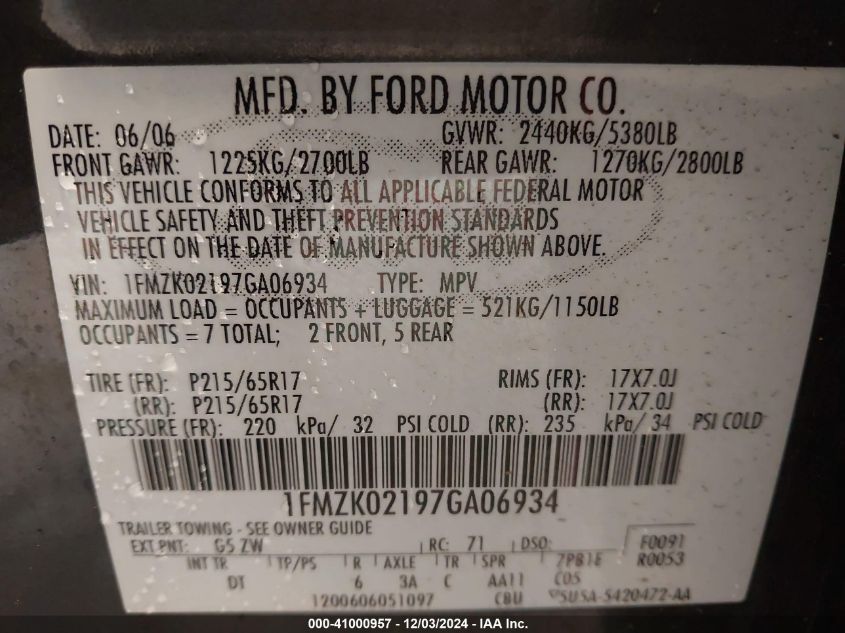 MFD. BY FORD MOTOR CO.
DATE: 06/06 GVWR: 2440KG/5380LB
FRONT GAWR: 1225KG/2700LB REAR GAWR: 1270KG/2800LB
THIS VEHICLE CONFORMS TO ALL APPLICABLE FEDERAL MOTOR
VEHICLE SAFETY AND THEFT PREVENTION STANDARDS
IN EFFECT ON THE DATE OF MANUFACTURE SHOWN ABOVE.
VIN: 1FMZK02197GA06934 TYPE: MPV
MAXIMUM LOAD = OCCUPANTS + LUGGAGE = 521KG/1150LB
OCCUPANTS = 7 TOTAL; 2 FRONT, 5 REAR
TIRE (FR): P215/65R17 RIMS (FR): 17X7.0J
(RR): P215/65R17 (RR): 17X7.0J
PRESSURE (FR): 220 kPa/ 32 PSI COLD (RR): 235 kPa/ 34 PSI COLD
1FMZK02197GA06934
TRAILER TOWING - SEE OWNER GUIDE
EXT PNT: G5 ZW RC: 71 DSO: F0091
INT TR TP/PS R AXLE TR SPR R0053
DT 6 3A C AA11 C05 -
1200606051097 CBU 5U5A-5420472-AA
000-41000957 - 12/03/2024 - IAA Inc.